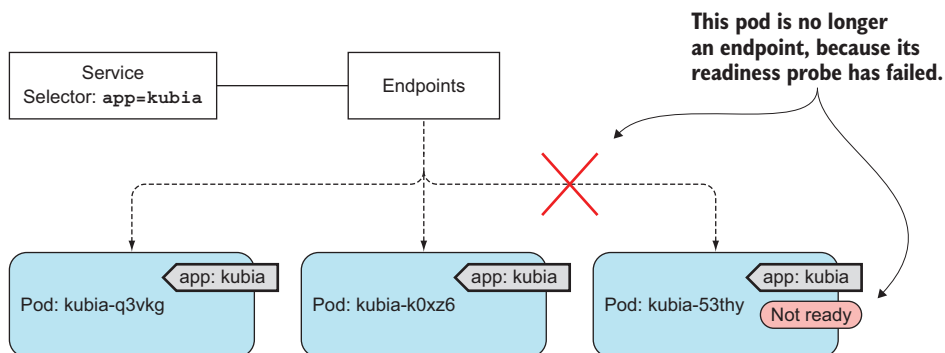 This pod is no longer
an endpoint, because its
readiness probe has failed.
Service
Selector: app=kubia
Endpoints
app: kubia
Pod: kubia-q3vkg
app: kubia
Pod: kubia-k0xz6
app: kubia
Pod: kubia-53thy
Not ready